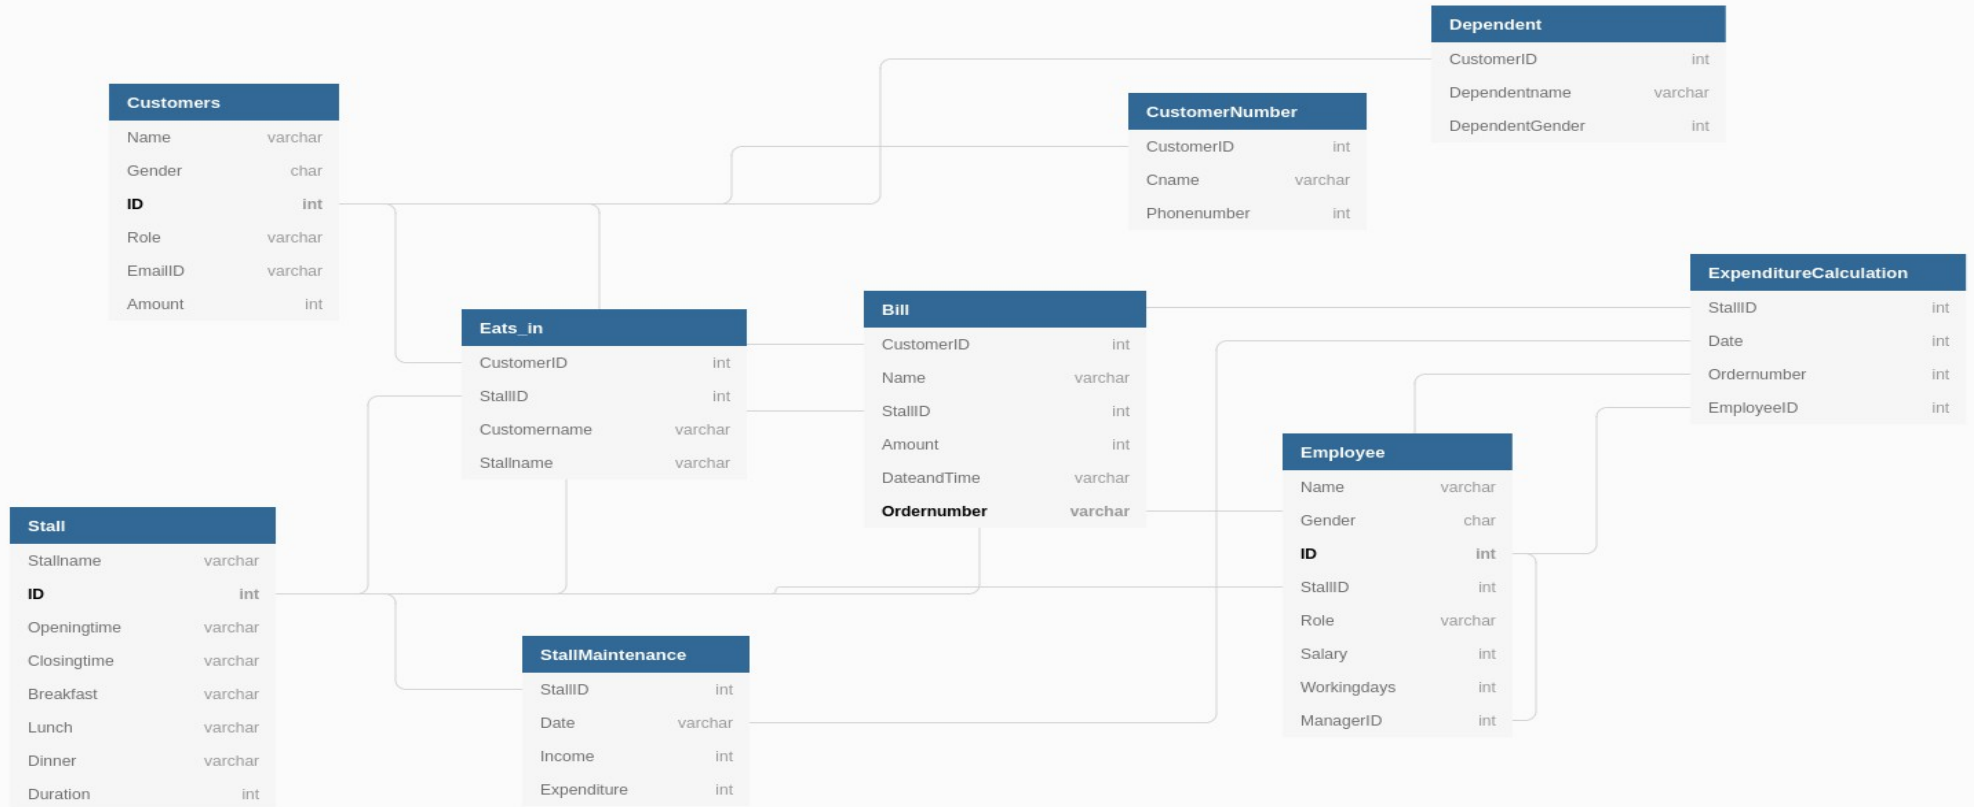 Dependent
CustomerID int
Dependentname varchar
DependentGender int
Customers
Name varchar
Gender char
ID int
Role varchar
EmailID varchar
Amount int
CustomerNumber
CustomerID int
Cname varchar
Phonenumber int
ExpenditureCalculation
StallID int
Date int
Ordernumber int
EmployeeID int
Eats_in
CustomerID int
StallID int
Customername varchar
Stallname varchar
Bill
CustomerID int
Name varchar
StallID int
Amount int
DateandTime varchar
Ordernumber varchar
Employee
Name varchar
Gender char
ID int
StallID int
Role varchar
Salary int
Workingdays int
ManagerID int
Stall
Stallname varchar
ID int
Openingtime varchar
Closingtime varchar
Breakfast varchar
Lunch varchar
Dinner varchar
Duration int
StallMaintenance
StallID int
Date varchar
Income int
Expenditure int